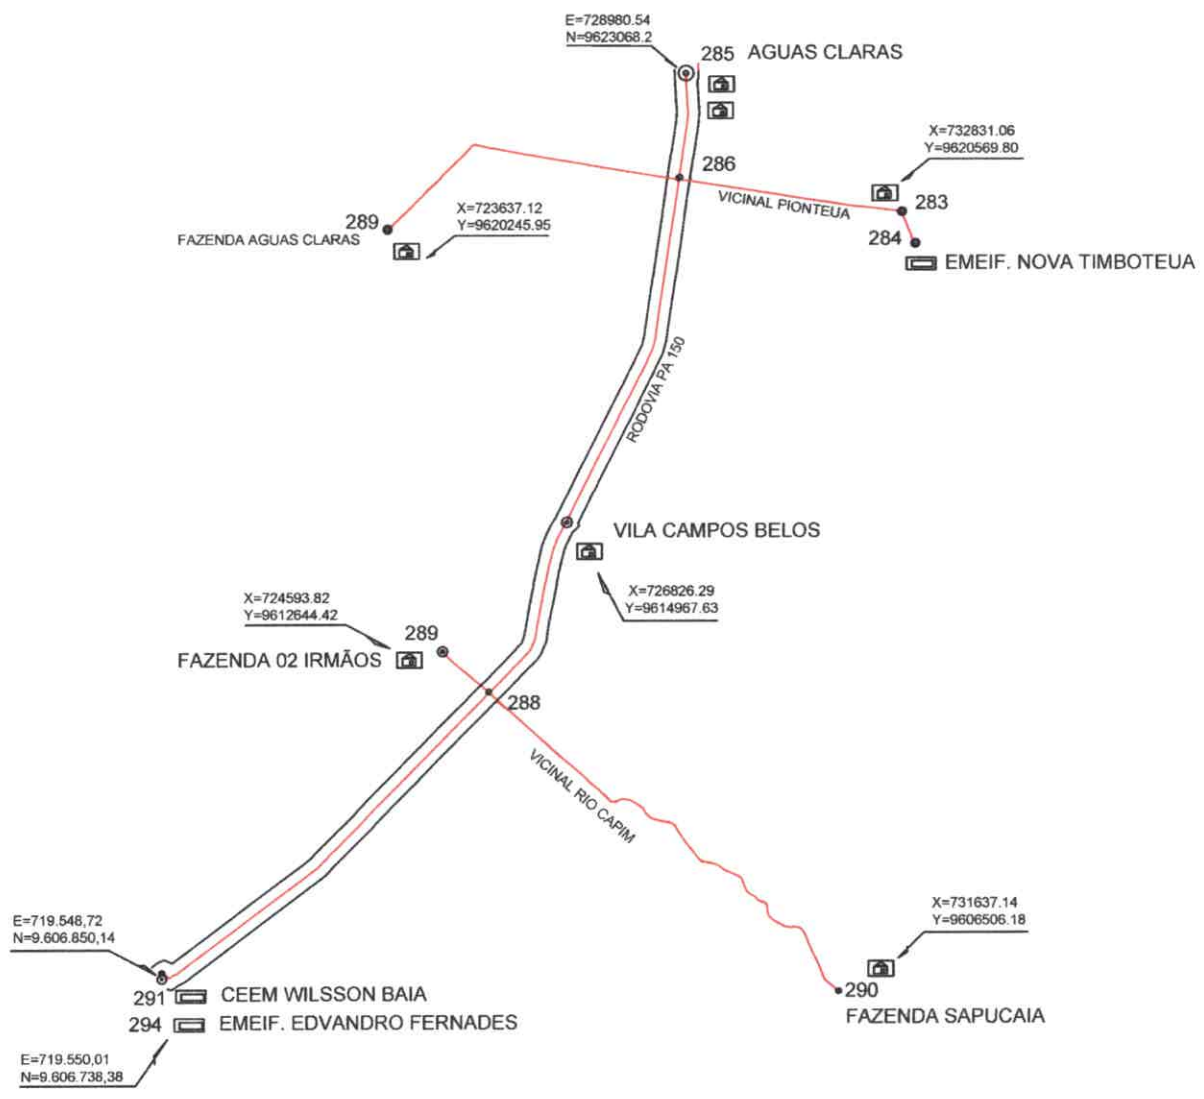 E=728980.54
N=9623068.2
285 AGUAS CLARAS
X=732831.06
Y=9620569.80
286
VICINAL PIONTEUA
283
284
EMEIF. NOVA TIMBOTEUA
289
FAZENDA AGUAS CLARAS
X=723637.12
Y=9620245.95
RODOVIA PA 150
VILA CAMPOS BELOS
X=726826.29
Y=9614967.63
X=724593.82
Y=9612644.42
289
FAZENDA 02 IRMÃOS
288
VICINAL RIO CAPIM
X=731637.14
Y=9606506.18
290
FAZENDA SAPUCAIA
E=719.548,72
N=9.606.850,14
291 CEEM WILSSON BAIA
294 EMEIF. EDVANDRO FERNADES
E=719.550,01
N=9.606.738,38